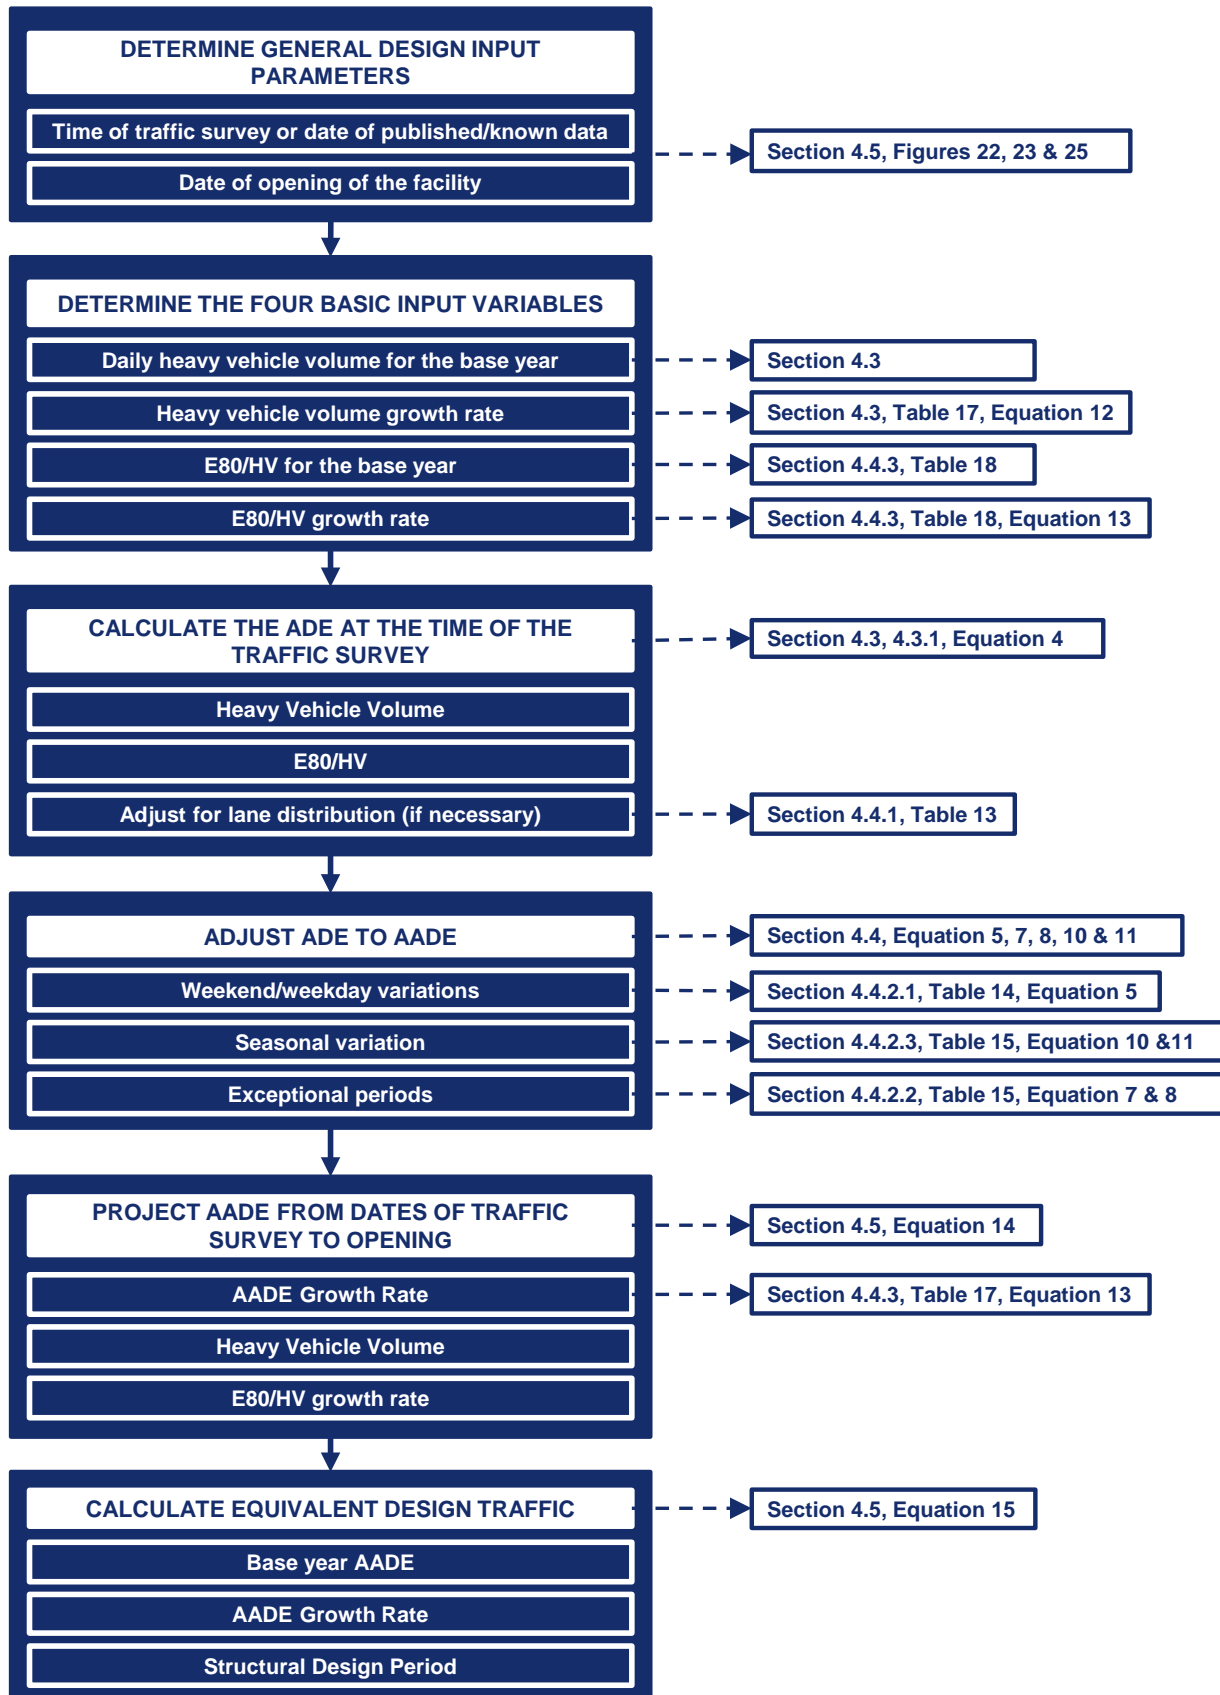 DETERMINE GENERAL DESIGN INPUT
PARAMETERS
Time of traffic survey or date of published/known data
Section 4.5, Figures 22, 23 & 25
Date of opening of the facility
DETERMINE THE FOUR BASIC INPUT VARIABLES
Daily heavy vehicle volume for the base year
Section 4.3
Heavy vehicle volume growth rate
Section 4.3, Table 17, Equation 12
E80/HV for the base year
Section 4.4.3, Table 18
E80/HV growth rate
Section 4.4.3, Table 18, Equation 13
CALCULATE THE ADE AT THE TIME OF THE
TRAFFIC SURVEY
Section 4.3, 4.3.1, Equation 4
Heavy Vehicle Volume
E80/HV
Adjust for lane distribution (if necessary)
Section 4.4.1, Table 13
ADJUST ADE TO AADE
Section 4.4, Equation 5, 7, 8, 10 & 11
Weekend/weekday variations
Section 4.4.2.1, Table 14, Equation 5
Seasonal variation
Section 4.4.2.3, Table 15, Equation 10 &11
Exceptional periods
Section 4.4.2.2, Table 15, Equation 7 & 8
PROJECT AADE FROM DATES OF TRAFFIC
SURVEY TO OPENING
Section 4.5, Equation 14
AADE Growth Rate
Section 4.4.3, Table 17, Equation 13
Heavy Vehicle Volume
E80/HV growth rate
CALCULATE EQUIVALENT DESIGN TRAFFIC
Section 4.5, Equation 15
Base year AADE
AADE Growth Rate
Structural Design Period